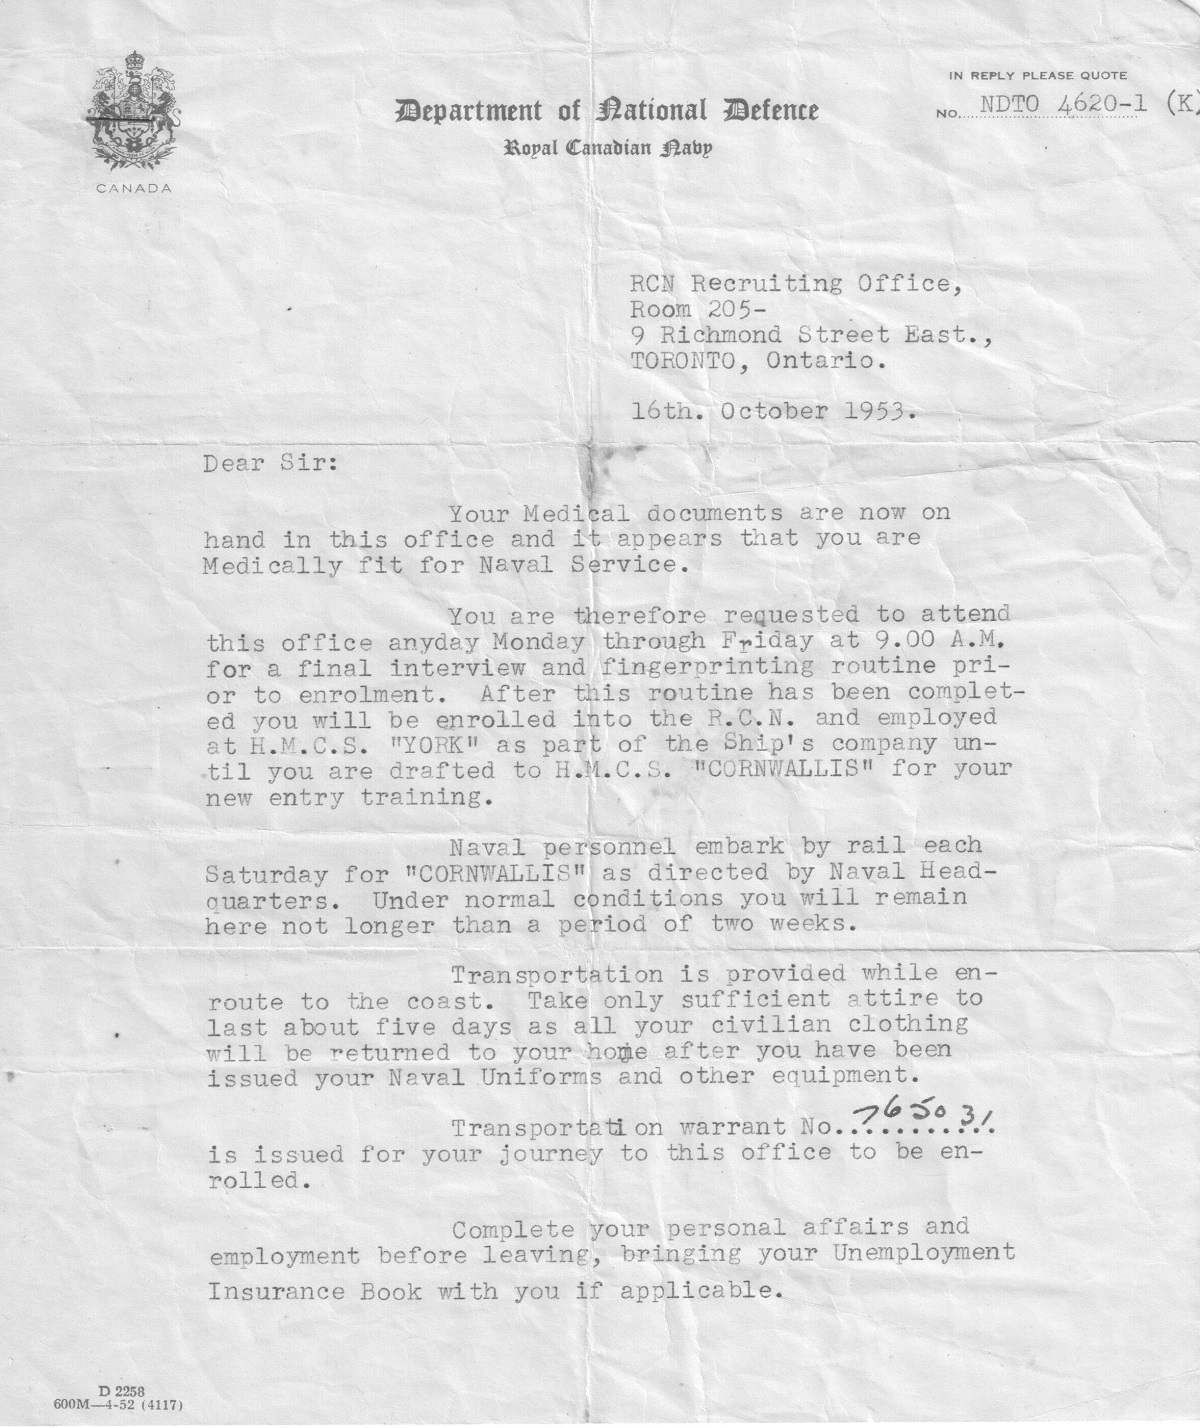 IN REPLY PLEASE QUOTE
NO. NDTO 4620-1 (K)
Department of National Defence
Royal Canadian Navy
CANADA
RCN Recruiting Office,
Room 205-
9 Richmond Street East.,
TORONTO, Ontario.
16th. October 1953.
Dear Sir:
Your Medical documents are now on
hand in this office and it appears that you are
Medically fit for Naval Service.
You are therefore requested to attend
this office anyday Monday through Friday at 9.00 A.M.
for a final interview and fingerprinting routine pri-
or to enrolment. After this routine has been complet-
ed you will be enrolled into the R.C.N. and employed
at H.M.C.S. "YORK" as part of the Ship's company un-
til you are drafted to H.M.C.S. "CORNWALLIS" for your
new entry training.
Naval personnel embark by rail each
Saturday for "CORNWALLIS" as directed by Naval Head-
quarters. Under normal conditions you will remain
here not longer than a period of two weeks.
Transportation is provided while en-
route to the coast. Take only sufficient attire to
last about five days as all your civilian clothing
will be returned to your home after you have been
issued your Naval Uniforms and other equipment.
Transportation warrant No. 765031
is issued for your journey to this office to be en-
rolled.
Complete your personal affairs and
employment before leaving, bringing your Unemployment
Insurance Book with you if applicable.
D 2258
600M—4-52 (4117)